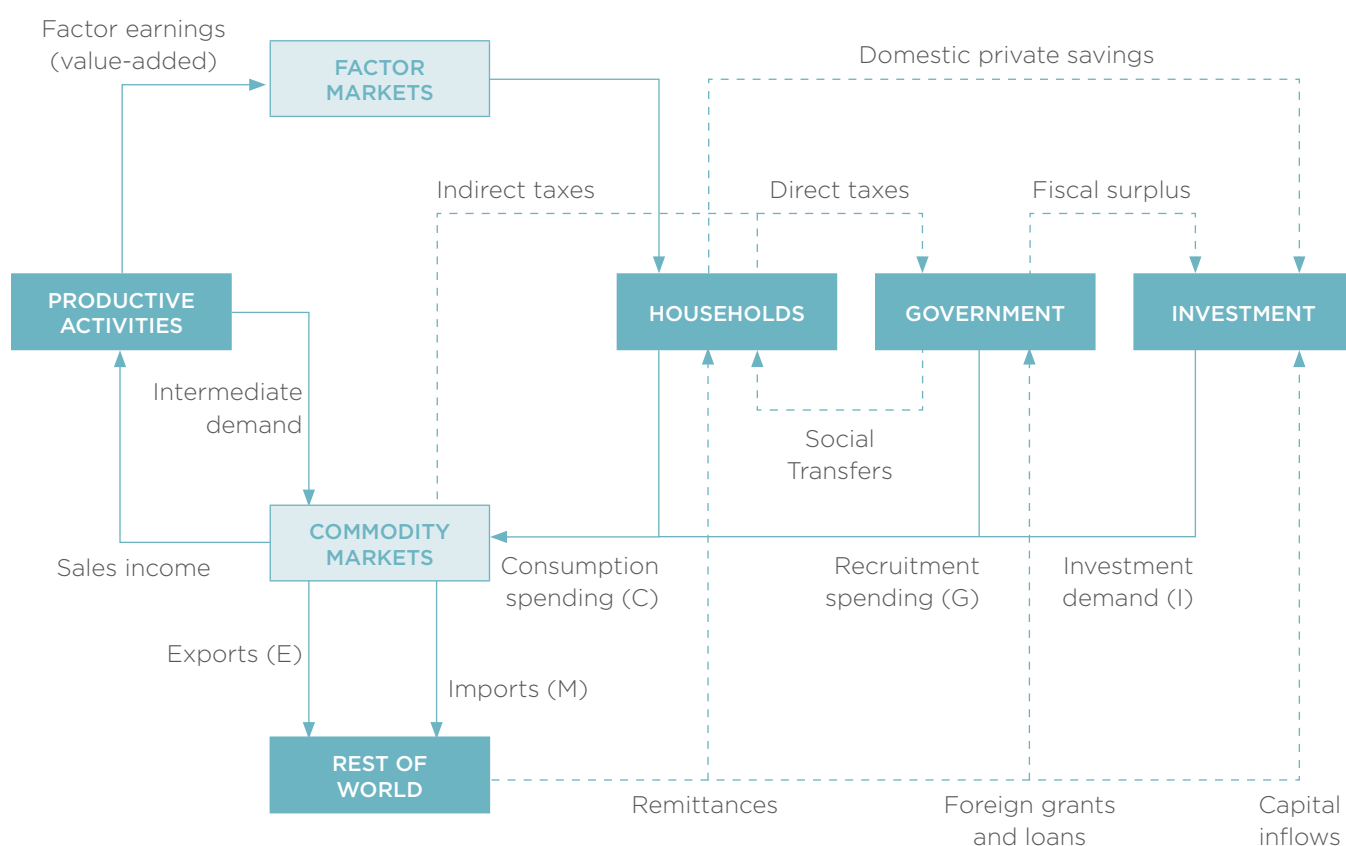 Factor earnings
(value-added)
FACTOR
MARKETS
Domestic private savings
Indirect taxes
Direct taxes
Fiscal surplus
PRODUCTIVE
ACTIVITIES
HOUSEHOLDS
GOVERNMENT
INVESTMENT
Intermediate
demand
Social
Transfers
COMMODITY
MARKETS
Sales income
Consumption
spending (C)
Recruitment
spending (G)
Investment
demand (I)
Exports (E)
Imports (M)
REST OF
WORLD
Remittances
Foreign grants
and loans
Capital
inflows